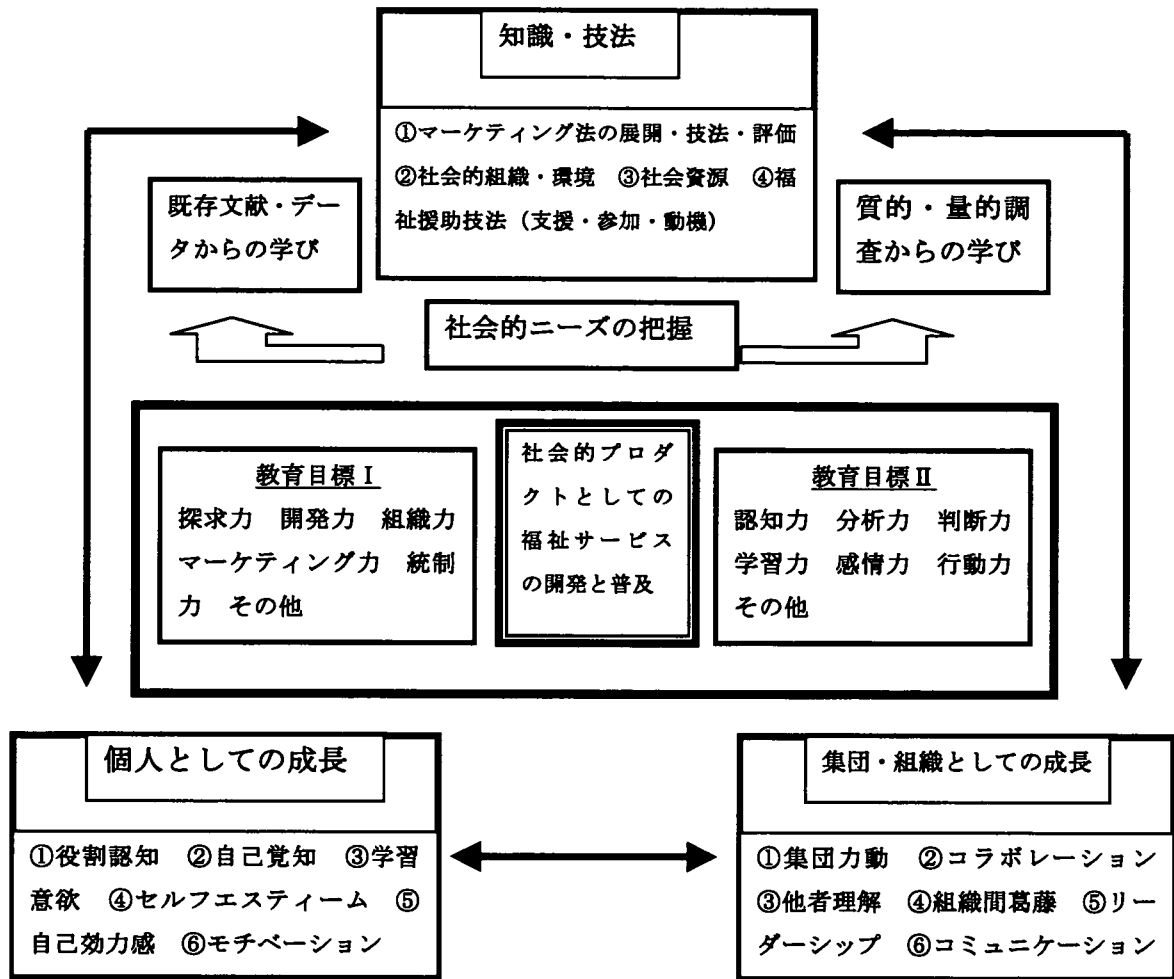 知識・技法
①マーケティング法の展開・技法・評価
②社会的組織・環境　③社会資源　④福
祉援助技法（支援・参加・動機）
既存文献・デー
タからの学び
質的・量的調
査からの学び
社会的ニーズの把握
教育目標Ⅰ
探求力　開発力　組織力
マーケティング力　統制
力　その他
社会的プロダ
クトとしての
福祉サービス
の開発と普及
教育目標Ⅱ
認知力　分析力　判断力
学習力　感情力　行動力
その他
個人としての成長
①役割認知　②自己覚知　③学習
意欲　④セルフエスティーム　⑤
自己効力感　⑥モチベーション
集団・組織としての成長
①集団力動　②コラボレーション
③他者理解　④組織間葛藤　⑤リー
ダーシップ　⑥コミュニケーション